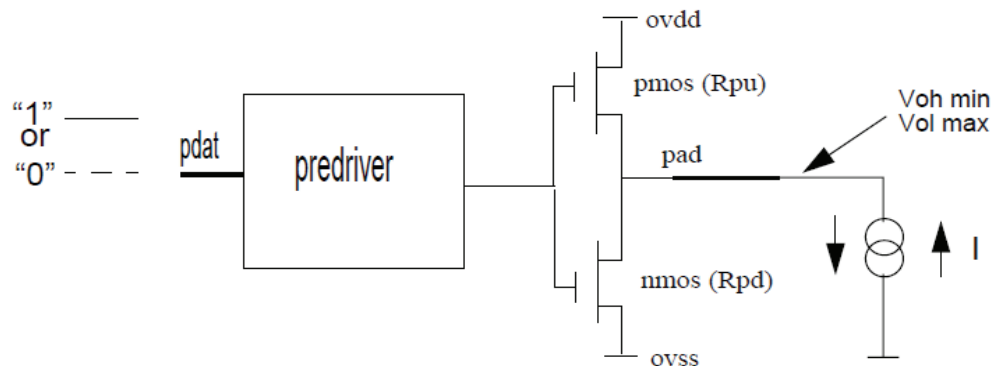 ovdd
pmos (Rpu)
“1”
or
“0”
pdat
predriver
pad
Voh min
Vol max
I
nmos (Rpd)
ovss